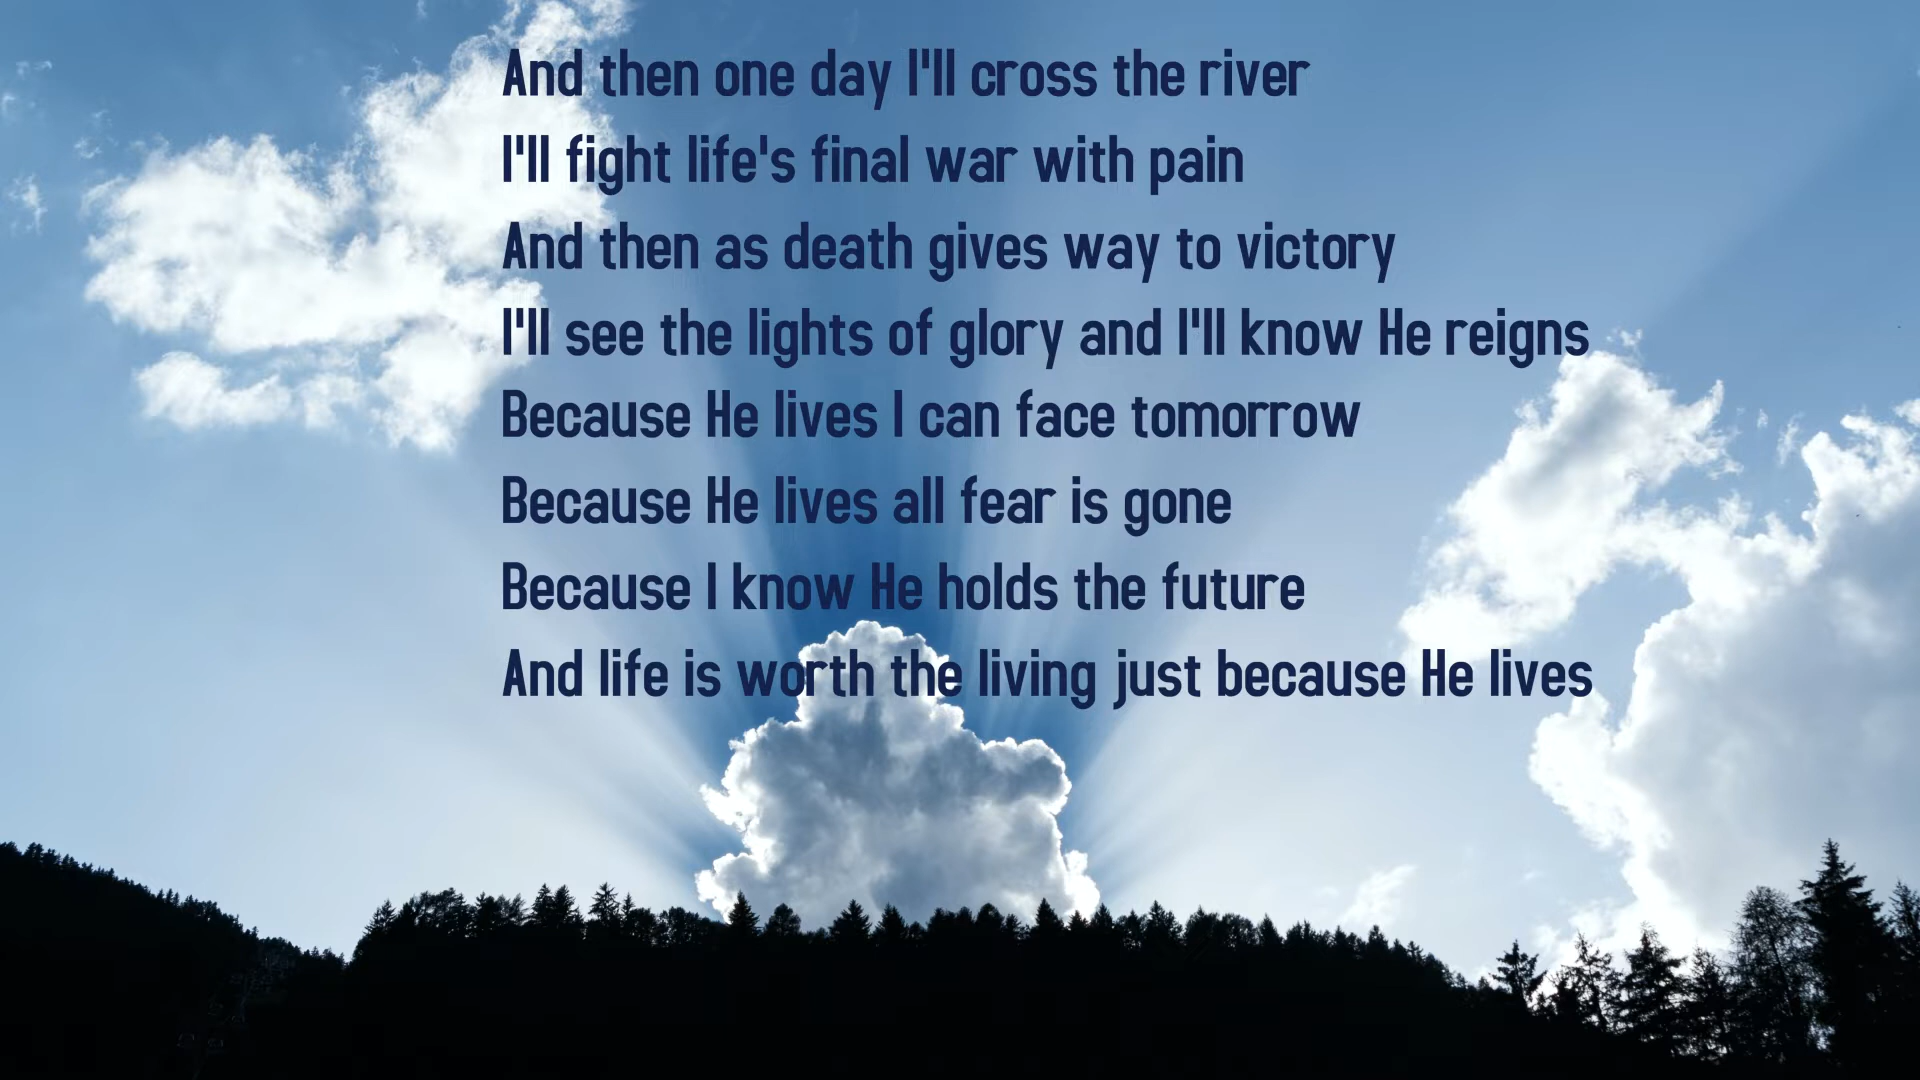 And then one day I'll cross the river
I'll fight life's final war with pain
And then as death gives way to victory
I'll see the lights of glory and I'll know He reigns
Because He lives I can face tomorrow
Because He lives all fear is gone
Because I know He holds the future
And life is worth the living just because He lives